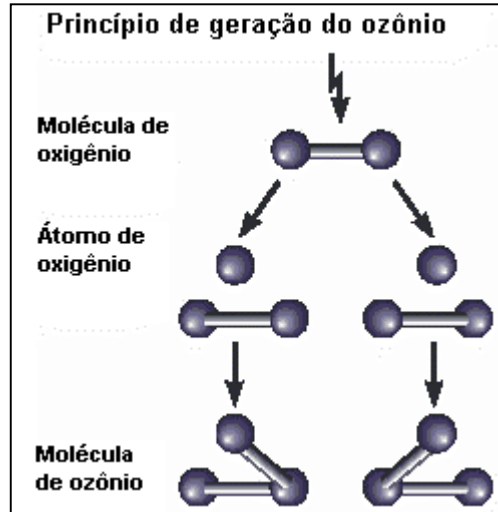 Princípio de geração do ozônio
Molécula de
oxigênio
Átomo de
oxigênio
Molécula
de ozônio